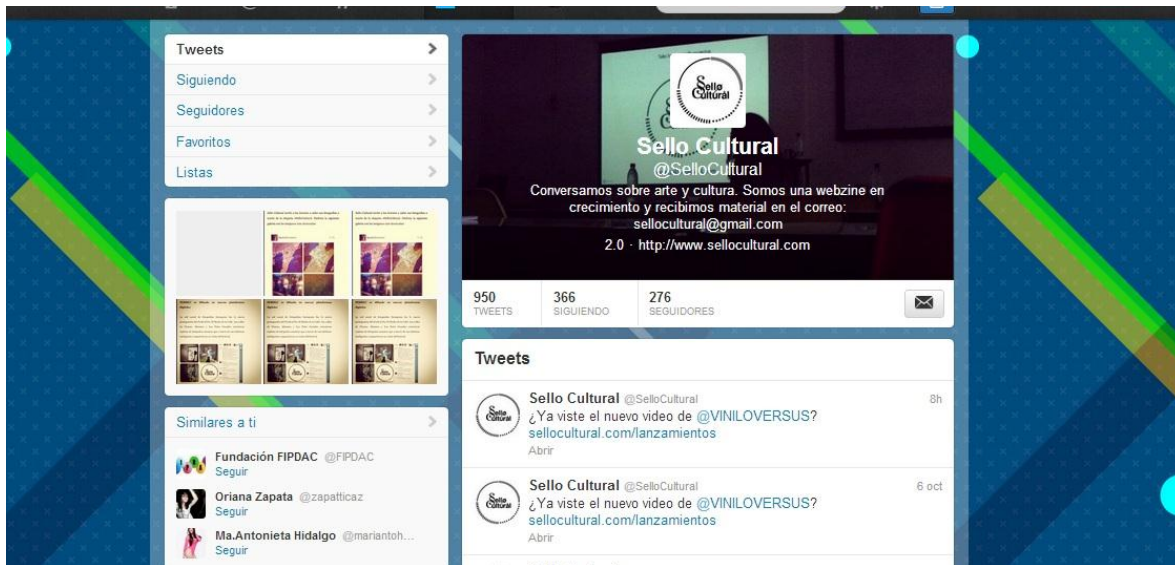 Tweets
Siguiendo
Seguidores
Favoritos
Listas
Similares a ti
Fundación FIPDAC @FIPDAC
Seguir
Oriana Zapata @zapatticaz
Seguir
Ma.Antonieta Hidalgo @mariantoh...
Seguir
Sello
Cultural
Sello Cultural
@SelloCultural
Conversamos sobre arte y cultura. Somos una webzine en
crecimiento y recibimos material en el correo:
sellocultural@gmail.com
2.0 · http://www.sellocultural.com
950
TWEETS
366
SIGUIENDO
276
SEGUIDORES
Tweets
Sello Cultural @SelloCultural 8h
¿Ya viste el nuevo video de @VINILOVERSUS?
sellocultural.com/lanzamientos
Abrir
Sello Cultural @SelloCultural 6 oct
¿Ya viste el nuevo video de @VINILOVERSUS?
sellocultural.com/lanzamientos
Abrir